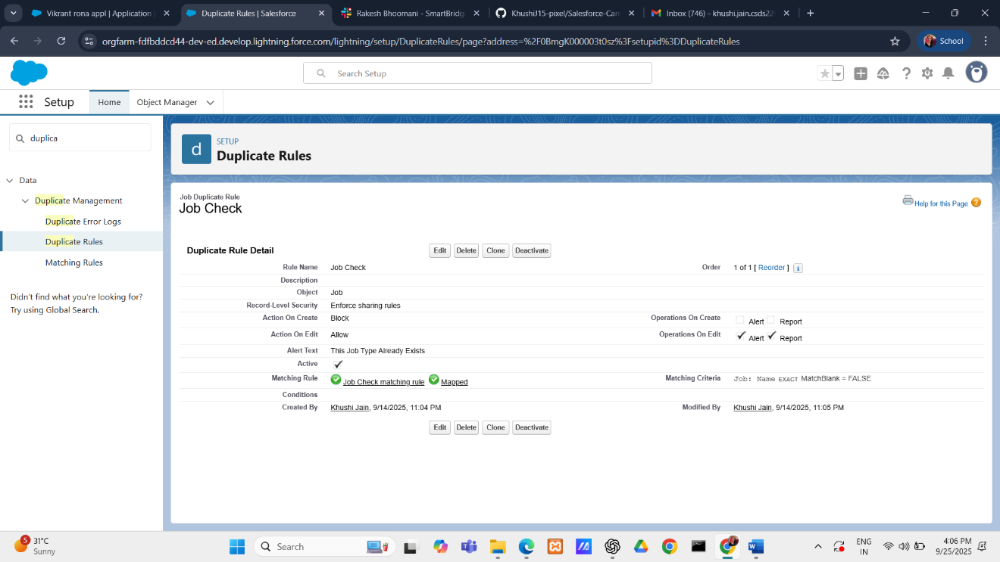 Vikrant rona appl | Application
Duplicate Rules | Salesforce
Rakesh Bhoomani - SmartBridg
KhushiJ15-pixel/Salesforce-Car
Inbox (746) - khushi.jain.csds22
orgfarm-fdfbddcd44-dev-ed.develop.lightning.force.com/lightning/setup/DuplicateRules/page?address=%2F0BmgK000003t0sz%3Fsetupid%3DDuplicateRules
School
Search Setup
Setup
Home
Object Manager
duplica
Data
Duplicate Management
Duplicate Error Logs
Duplicate Rules
Matching Rules
Didn't find what you're looking for?
Try using Global Search.
d
SETUP
Duplicate Rules
Job Duplicate Rule
Job Check
Help for this Page ?
Duplicate Rule Detail
Edit Delete Clone Deactivate
Rule Name Job Check Order 1 of 1 [ Reorder ] i
Description
Object Job
Record-Level Security Enforce sharing rules
Action On Create Block Operations On Create Alert Report
Action On Edit Allow Operations On Edit Alert Report
Alert Text This Job Type Already Exists
Active
Matching Rule Job Check matching rule Mapped Matching Criteria Job: Name EXACT MatchBlank = FALSE
Conditions
Created By Khushi Jain, 9/14/2025, 11:04 PM Modified By Khushi Jain, 9/14/2025, 11:05 PM
Edit Delete Clone Deactivate
5
31°C
Sunny
Search
ENG
IN
4:06 PM
9/25/2025